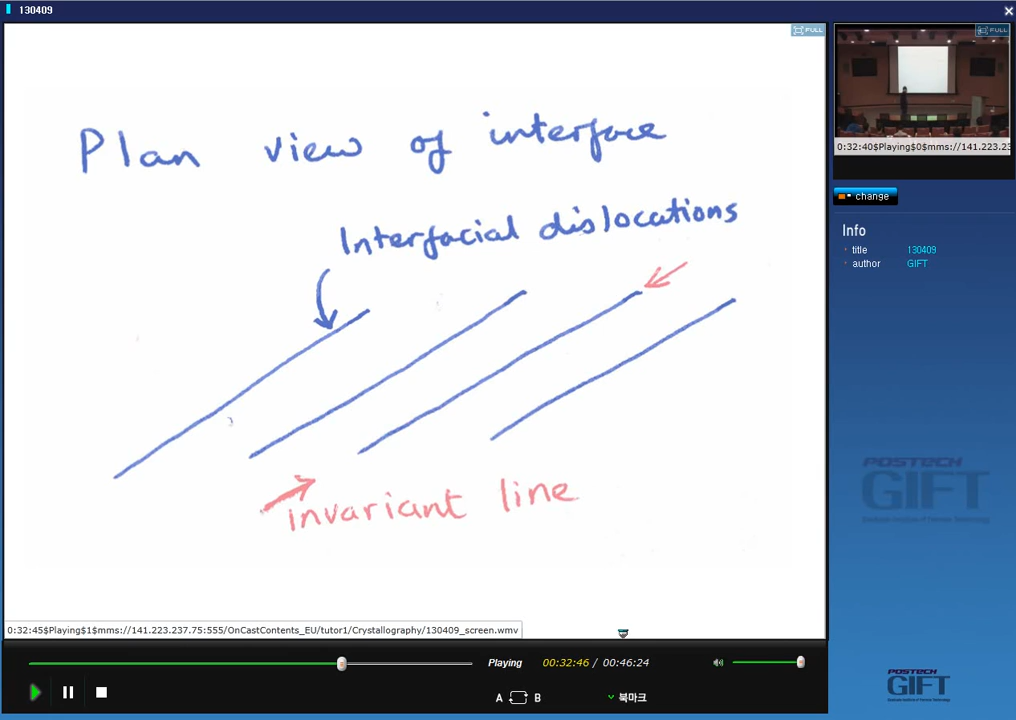 130409
FULL
FULL
Plan view of interface
Interfacial dislocations
invariant line
0:32:40$Playing$0$mms://141.223.23
change
Info
title 130409
author GIFT
POSTECH
GIFT
0:32:45$Playing$1$mms://141.223.237.75:555/OnCastContents_EU/tutor1/Crystallography/130409_screen.wmv
Playing 00:32:46 / 00:46:24
A B 북마크
POSTECH
GIFT